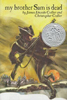 my brother Sam is dead
by James Lincoln Collier and
Christopher Collier